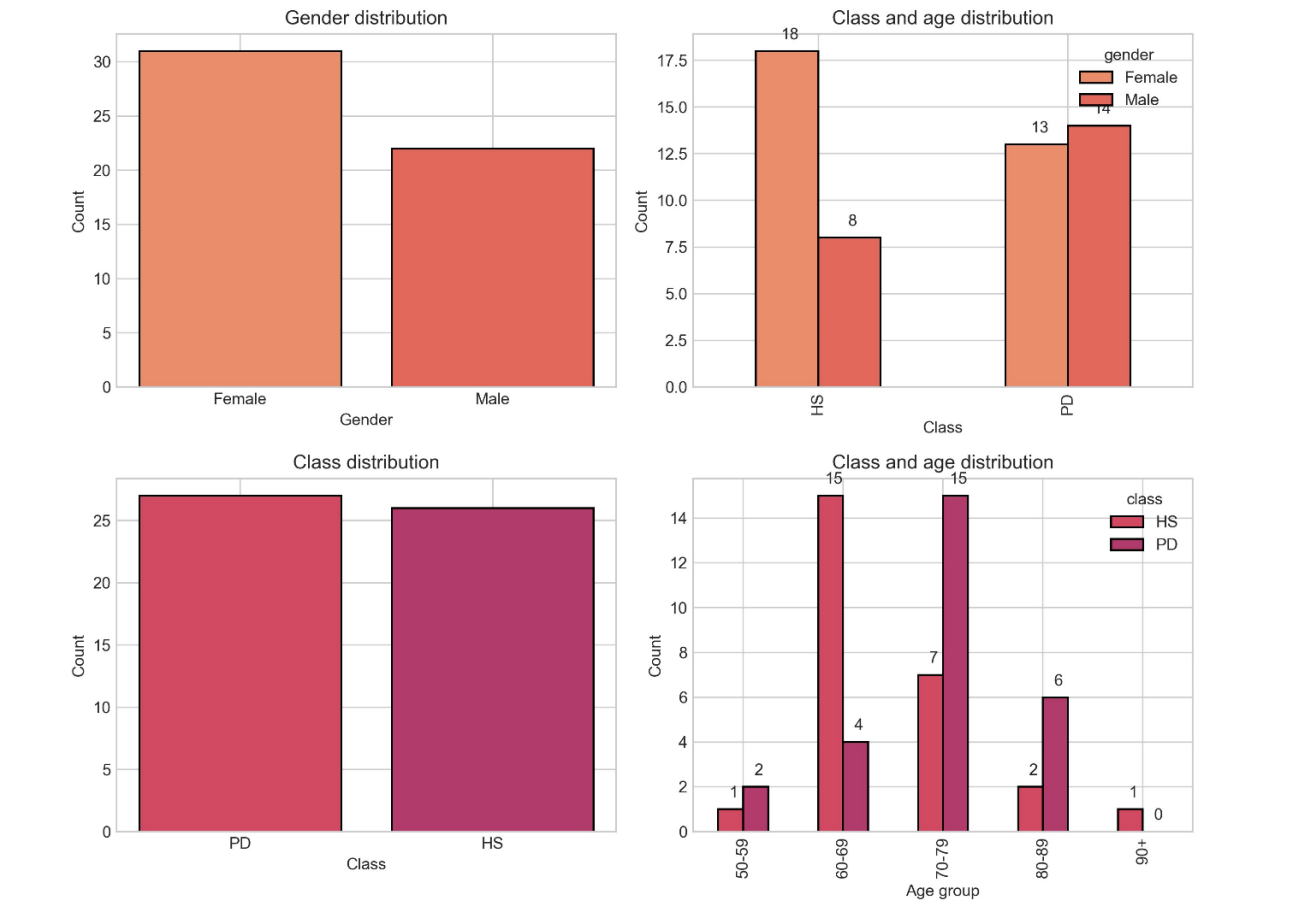 Gender distribution
30
25
20
15
10
5
0
Count
Female
Male
Gender
Class and age distribution
18
17.5
15.0
12.5
10.0
7.5
5.0
2.5
0.0
Count
gender
Female
Male
14
13
8
HS
PD
Class
Class distribution
25
20
15
10
5
0
Count
PD
HS
Class
Class and age distribution
15
15
14
12
10
8
6
4
2
0
Count
class
HS
PD
1
2
4
7
2
6
1
0
50-59
60-69
70-79
80-89
90+
Age group